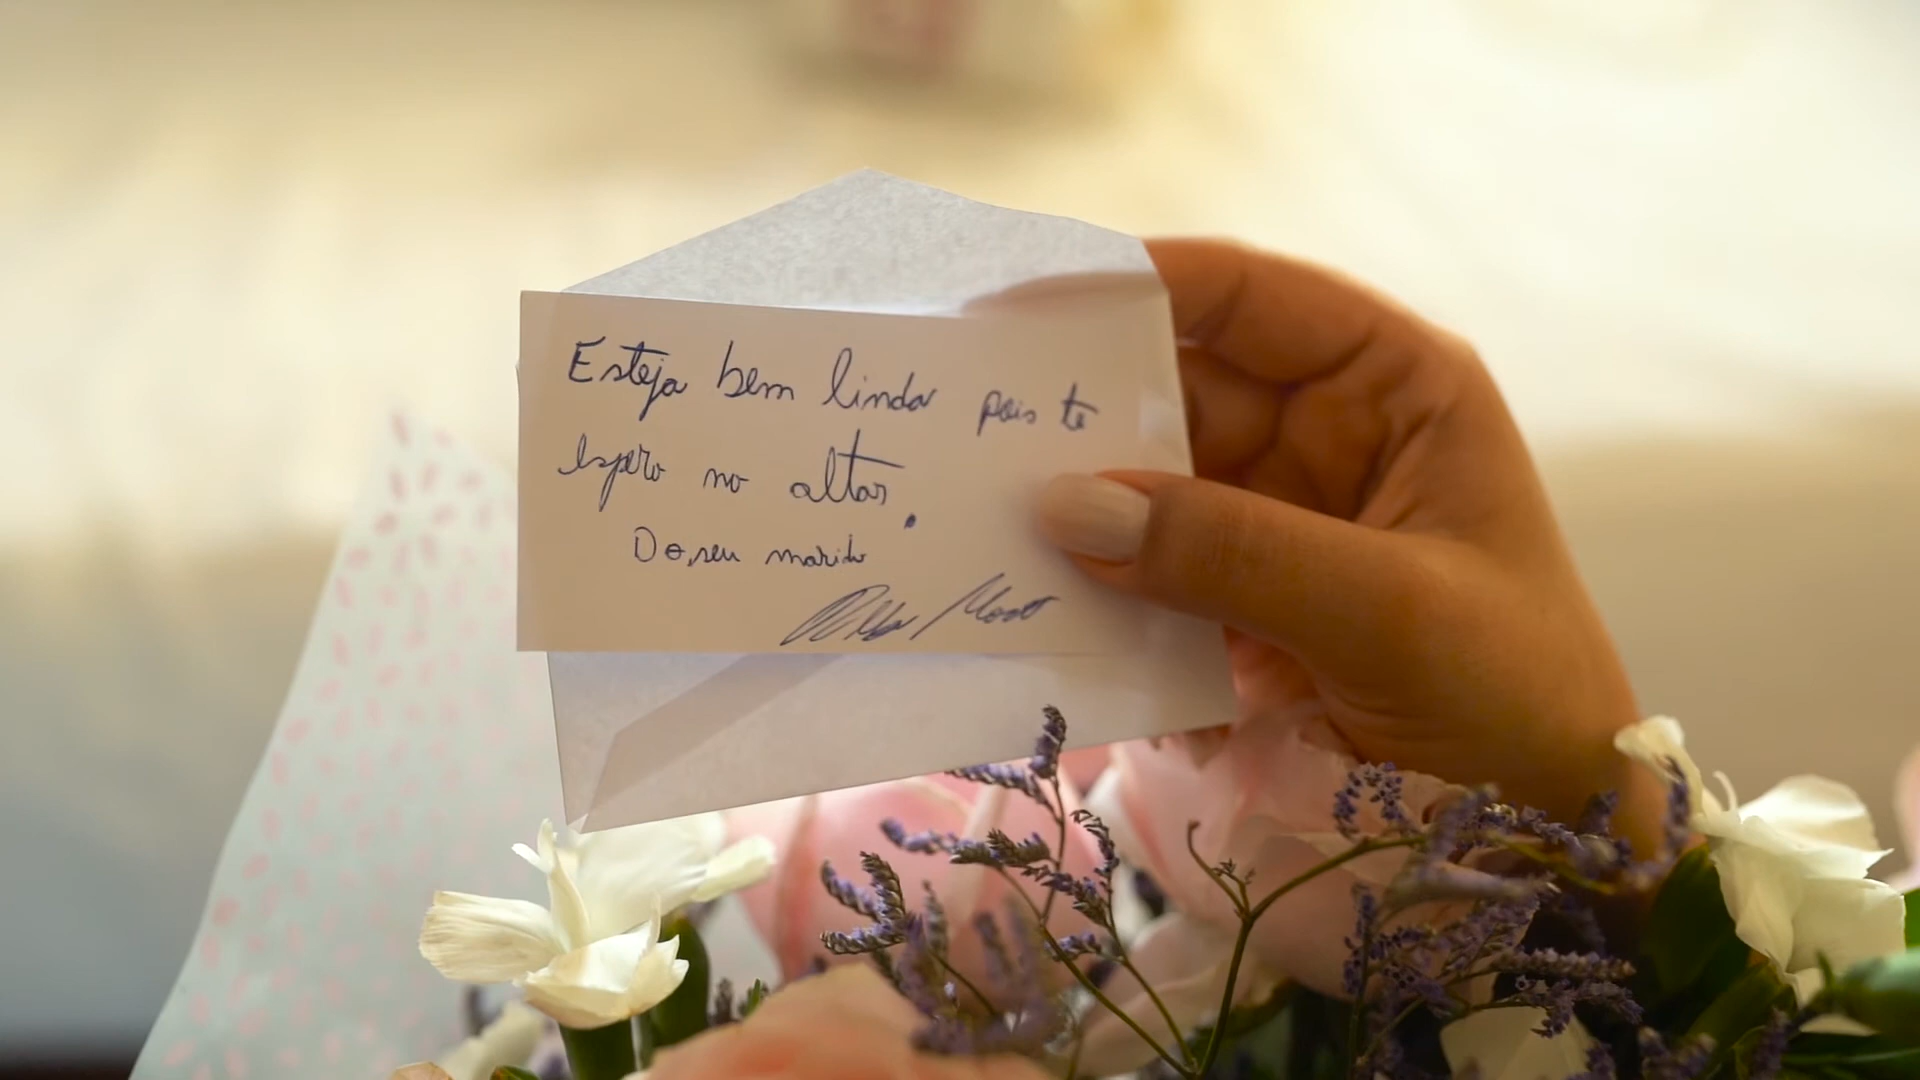 Esteja bem linda pois te
espero no altar.
Do seu marido